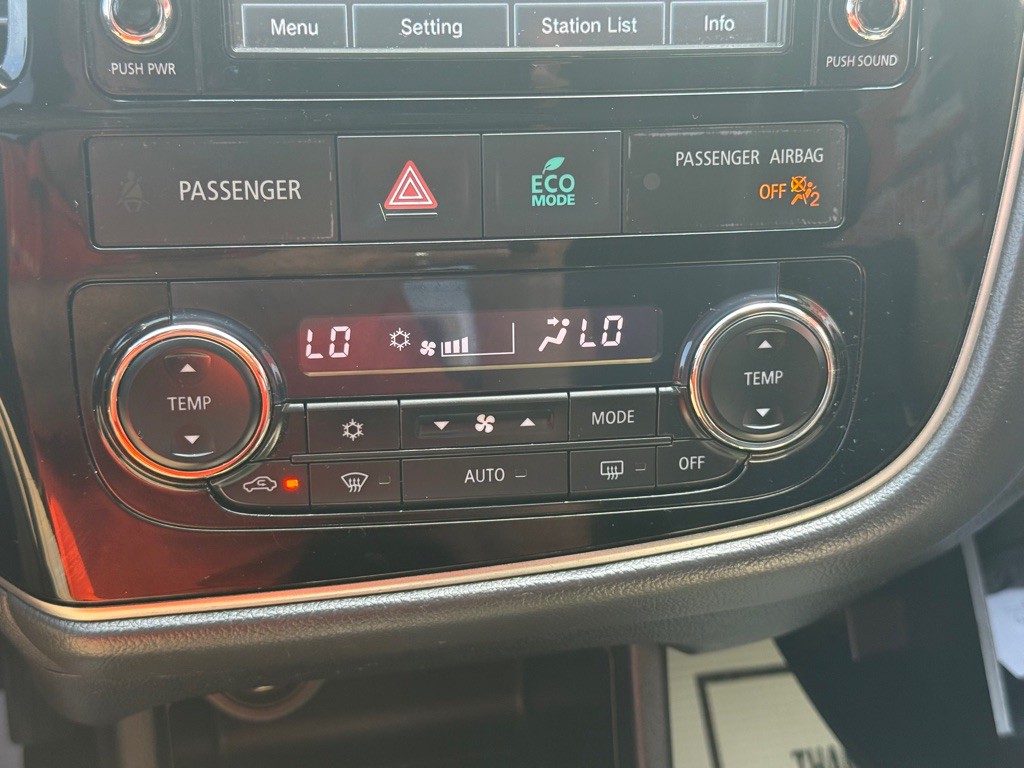 Menu Setting Station List Info
PUSH PWR PUSH SOUND
PASSENGER ECO MODE PASSENGER AIRBAG
OFF 2
LO LO
TEMP TEMP
MODE
AUTO OFF